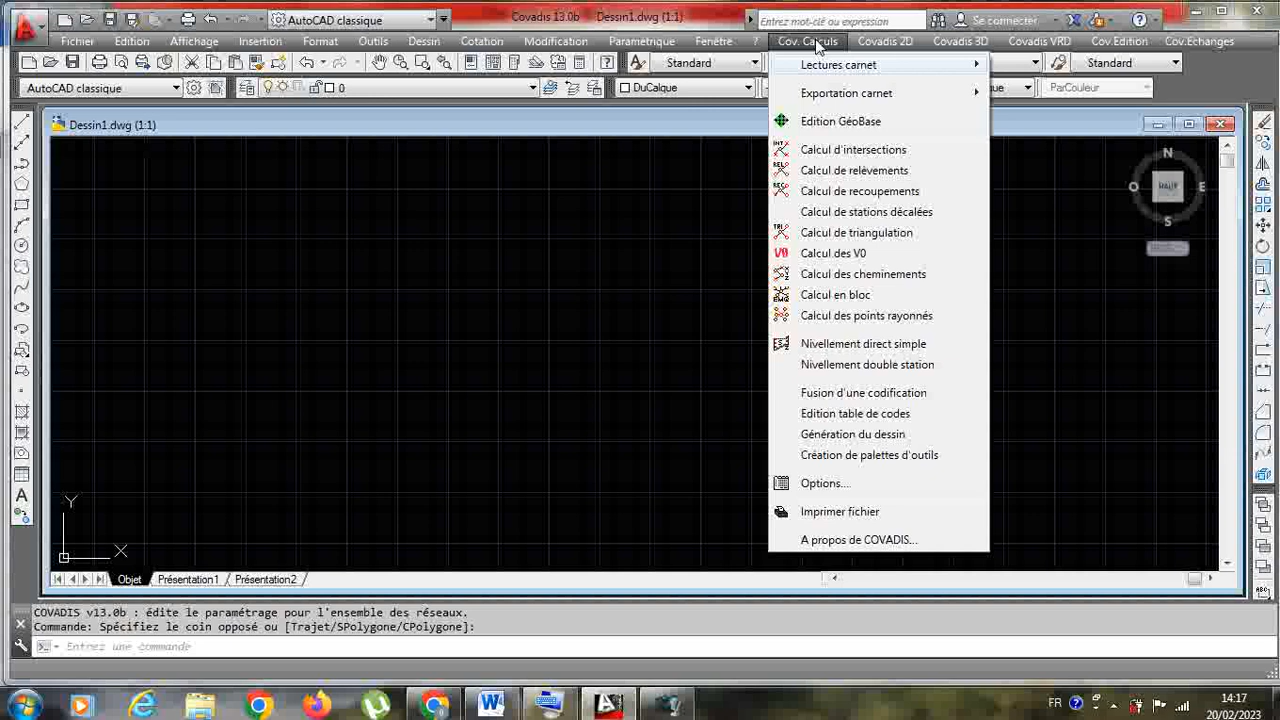 AutoCAD classique
Covadis 13.0b Dessin1.dwg (1:1)
Entrez mot-clé ou expression
Se connecter
Fichier Edition Affichage Insertion Format Outils Dessin Cotation Modification Paramétrique Fenêtre ? Cov. Calculs Covadis 2D Covadis 3D Covadis VRD Cov.Edition Cov.Echanges
Standard
Standard
AutoCAD classique
0
DuCalque
ParCouleur
Dessin1.dwg (1:1)
Lectures carnet
Exportation carnet
Edition GéoBase
Calcul d'intersections
Calcul de relèvements
Calcul de recoupements
Calcul de stations décalées
Calcul de triangulation
V0 Calcul des V0
Calcul des cheminements
Calcul en bloc
Calcul des points rayonnés
Nivellement direct simple
Nivellement double station
Fusion d'une codification
Edition table de codes
Génération du dessin
Création de palettes d'outils
Options....
Imprimer fichier
A propos de COVADIS...
N
O HAUT E
S
Y
X
Objet Présentation1 Présentation2
COVADIS v13.0b : édite le paramétrage pour l'ensemble des réseaux.
Commande: Spécifiez le coin opposé ou [Trajet/SPolygone/CPolygone]:
Entrez une commande
FR
14:17
20/02/2023